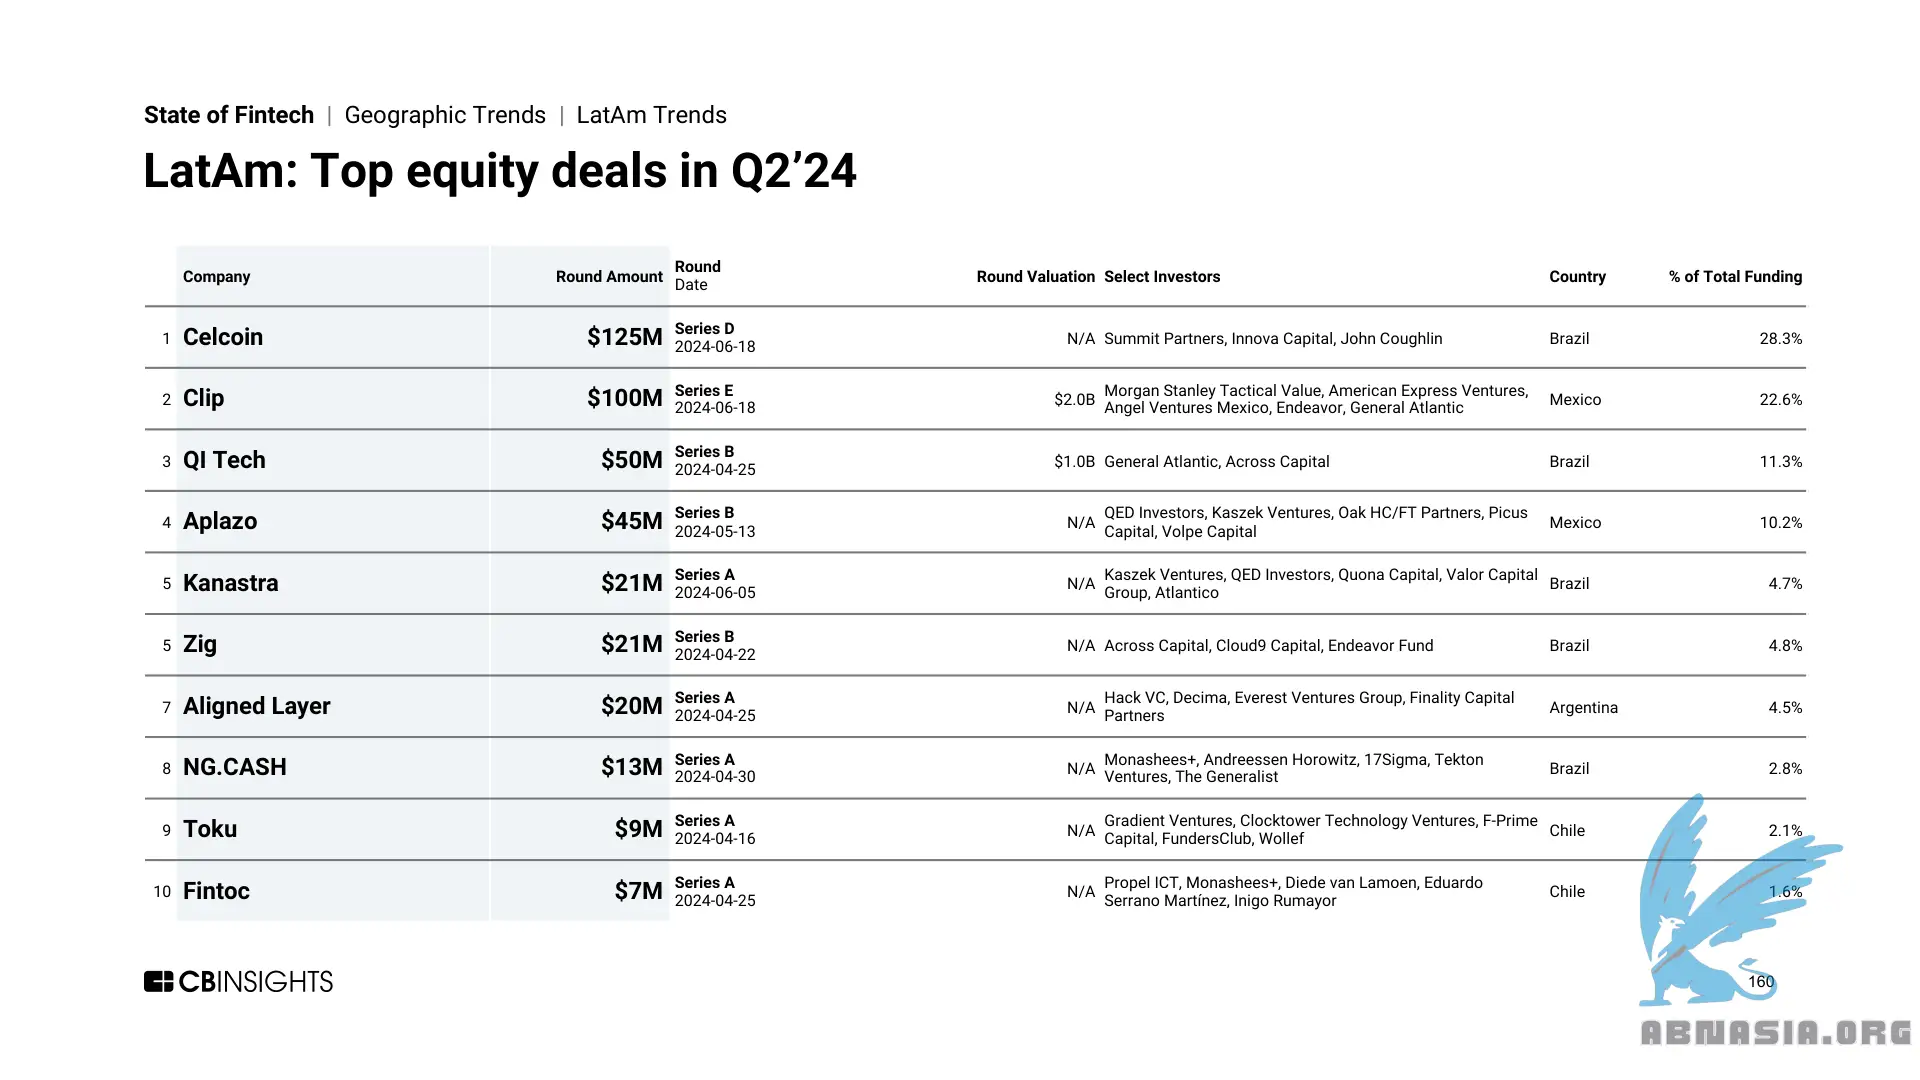 State of Fintech | Geographic Trends | LatAm Trends
LatAm: Top equity deals in Q2’24
Company Round Amount Round Date Round Valuation Select Investors Country % of Total Funding
1 Celcoin $125M Series D 2024-06-18 N/A Summit Partners, Innova Capital, John Coughlin Brazil 28.3%
2 Clip $100M Series E 2024-06-18 $2.0B Morgan Stanley Tactical Value, American Express Ventures, Angel Ventures Mexico, Endeavor, General Atlantic Mexico 22.6%
3 QI Tech $50M Series B 2024-04-25 $1.0B General Atlantic, Across Capital Brazil 11.3%
4 Aplazo $45M Series B 2024-05-13 N/A QED Investors, Kaszek Ventures, Oak HC/FT Partners, Picus Capital, Volpe Capital Mexico 10.2%
5 Kanastra $21M Series A 2024-06-05 N/A Kaszek Ventures, QED Investors, Quona Capital, Valor Capital Group, Atlantico Brazil 4.7%
5 Zig $21M Series B 2024-04-22 N/A Across Capital, Cloud9 Capital, Endeavor Fund Brazil 4.8%
7 Aligned Layer $20M Series A 2024-04-25 N/A Hack VC, Decima, Everest Ventures Group, Finality Capital Partners Argentina 4.5%
8 NG.CASH $13M Series A 2024-04-30 N/A Monashees+, Andreessen Horowitz, 17Sigma, Tekton Ventures, The Generalist Brazil 2.8%
9 Toku $9M Series A 2024-04-16 N/A Gradient Ventures, Clocktower Technology Ventures, F-Prime Capital, FundersClub, Wollef Chile 2.1%
10 Fintoc $7M Series A 2024-04-25 N/A Propel ICT, Monashees+, Diede van Lamoen, Eduardo Serrano Martínez, Inigo Rumayor Chile 1.6%
CBINSIGHTS
160
ABNASIA.ORG